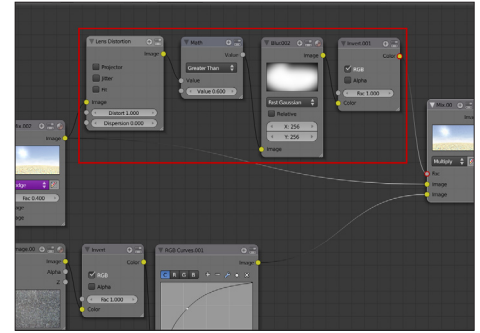 Lens Distortion
Image
Projector
Jitter
Fit
Image
Distort 1.000
Dispersion 0.000
Math
Value
Greater Than
Value
Value 0.600
Blur.002
Image
Fast Gaussian
Relative
X: 256
Y: 256
Image
Invert.001
Color
RGB
Alpha
Fac 1.000
Color
Mix.00
Multiply
Fac
Image
Image
Image
Fac 0.400
Image
Alpha
Z
Invert
Color
RGB
Alpha
Fac 1.000
Color
RGB Curves.001
Image
C R G B